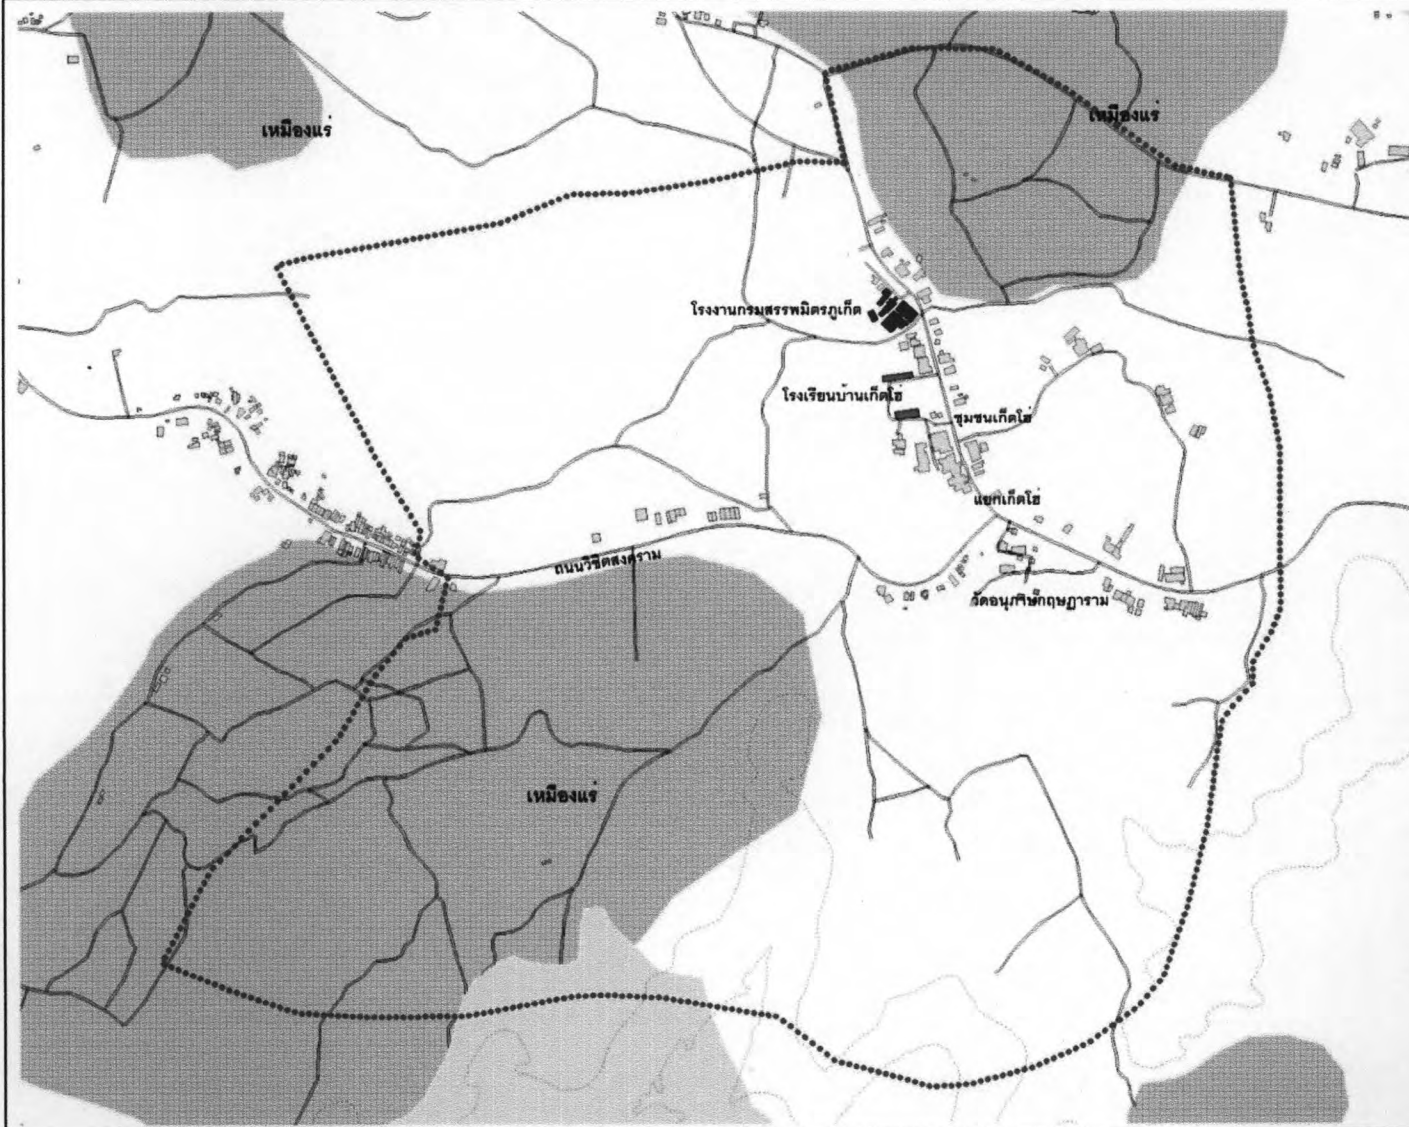 เหมืองแร่
เหมืองแร่
โรงงานกรมสรรพมิตรภูเก็ต
โรงเรียนบ้านเก็ตโฮ่
ชุมชนเก็ตโฮ่
แยกเก็ตโฮ่
ถนนวิชิตสงคราม
วัดอนุภาษกฤษฎาราม
เหมืองแร่